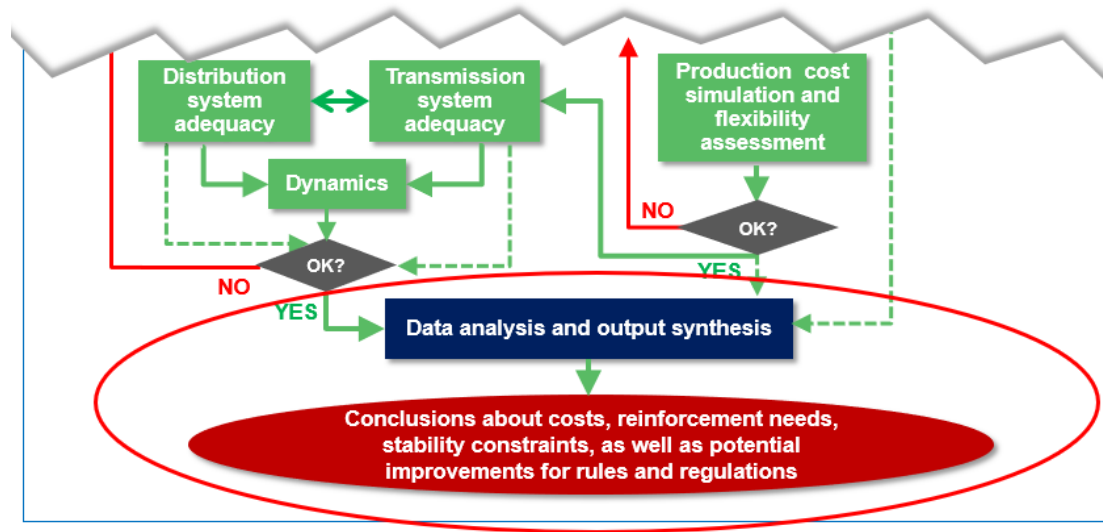 Distribution
system
adequacy
Transmission
system
adequacy
Production cost
simulation and
flexibility
assessment
Dynamics
NO
OK?
OK?
NO
YES
YES
Data analysis and output synthesis
Conclusions about costs, reinforcement needs,
stability constraints, as well as potential
improvements for rules and regulations